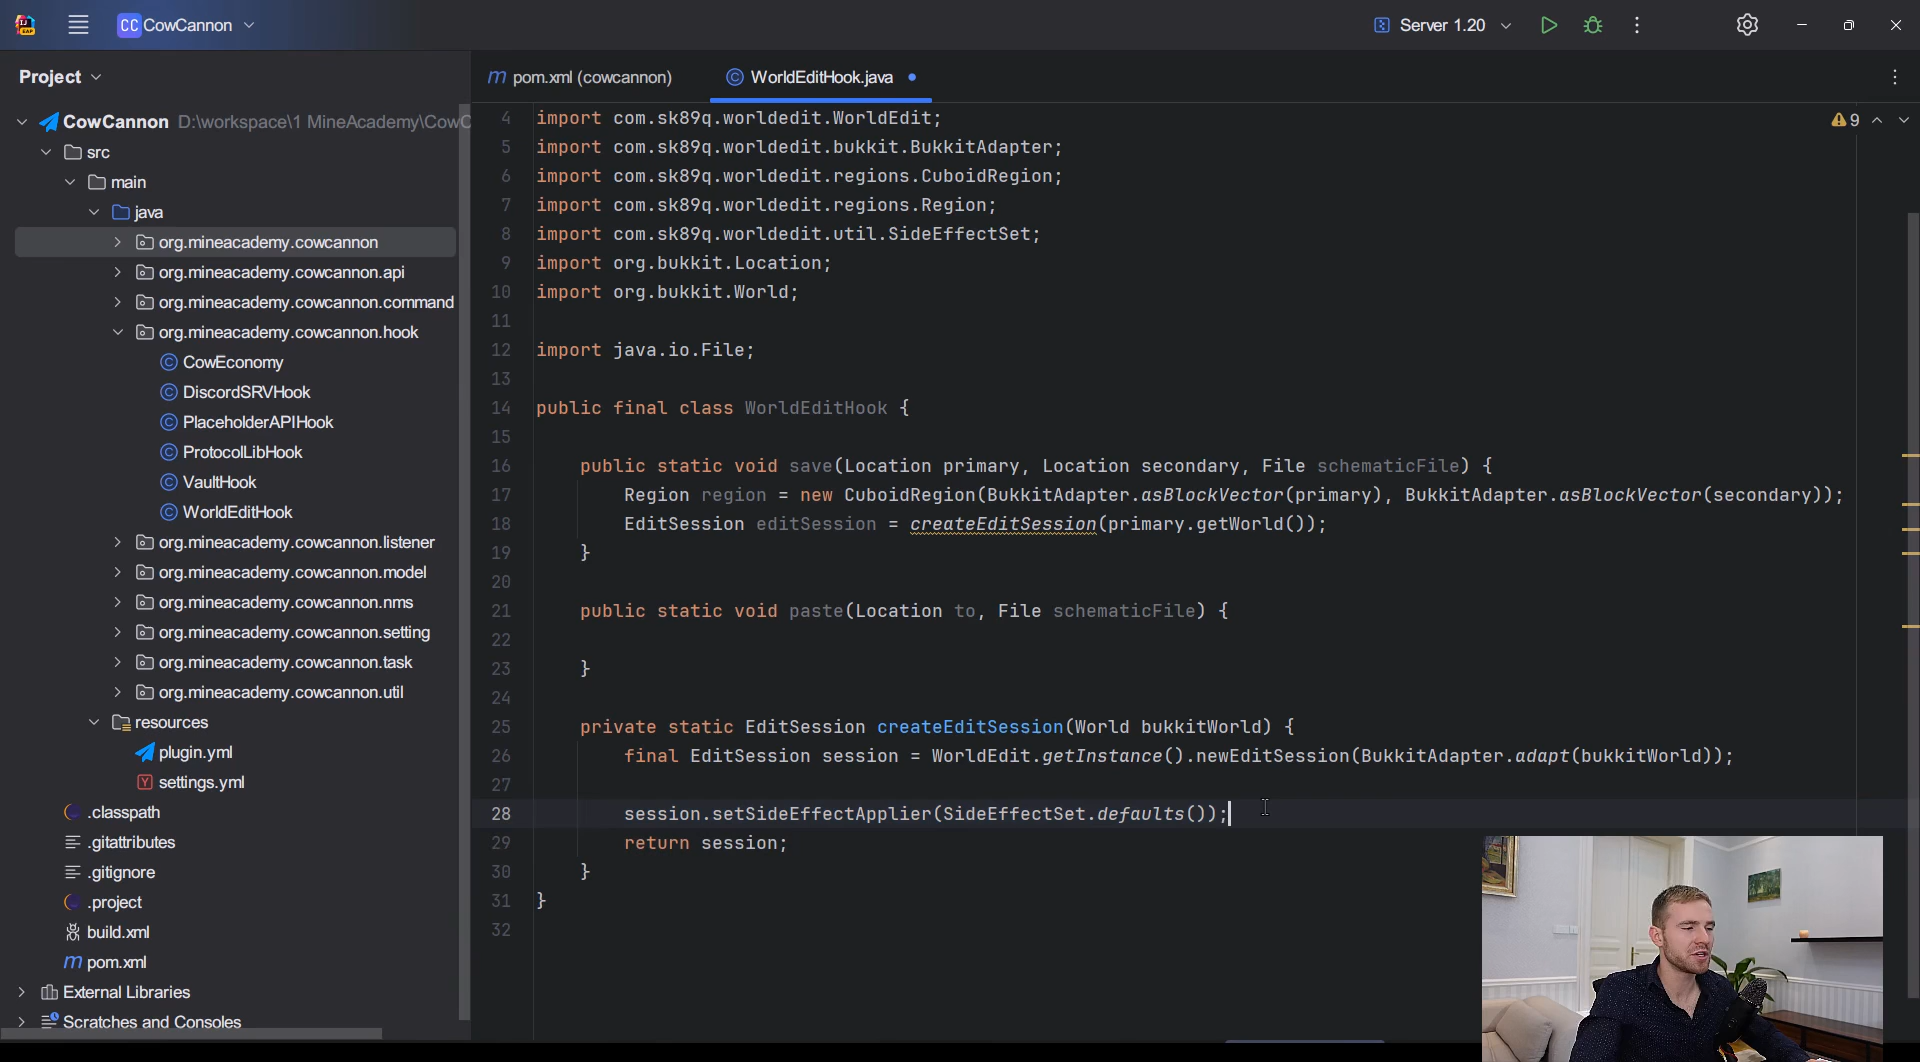 CC CowCannon
Server 1.20
Project
pom.xml (cowcannon)
WorldEditHook.java
CowCannon D:\workspace\1 MineAcademy\CowC
src
main
java
org.mineacademy.cowcannon
org.mineacademy.cowcannon.api
org.mineacademy.cowcannon.command
org.mineacademy.cowcannon.hook
CowEconomy
DiscordSRVHook
PlaceholderAPIHook
ProtocolLibHook
VaultHook
WorldEditHook
org.mineacademy.cowcannon.listener
org.mineacademy.cowcannon.model
org.mineacademy.cowcannon.nms
org.mineacademy.cowcannon.setting
org.mineacademy.cowcannon.task
org.mineacademy.cowcannon.util
resources
plugin.yml
settings.yml
.classpath
.gitattributes
.gitignore
.project
build.xml
pom.xml
External Libraries
Scratches and Consoles
9
4 import com.sk89q.worldedit.WorldEdit;
5 import com.sk89q.worldedit.bukkit.BukkitAdapter;
6 import com.sk89q.worldedit.regions.CuboidRegion;
7 import com.sk89q.worldedit.regions.Region;
8 import com.sk89q.worldedit.util.SideEffectSet;
9 import org.bukkit.Location;
10 import org.bukkit.World;
11
12 import java.io.File;
13
14 public final class WorldEditHook {
15
16 public static void save(Location primary, Location secondary, File schematicFile) {
17 Region region = new CuboidRegion(BukkitAdapter.asBlockVector(primary), BukkitAdapter.asBlockVector(secondary));
18 EditSession editSession = createEditSession(primary.getWorld());
19 }
20
21 public static void paste(Location to, File schematicFile) {
22
23 }
24
25 private static EditSession createEditSession(World bukkitWorld) {
26 final EditSession session = WorldEdit.getInstance().newEditSession(BukkitAdapter.adapt(bukkitWorld));
27
28 session.setSideEffectApplier(SideEffectSet.defaults());
29 return session;
30 }
31 }
32